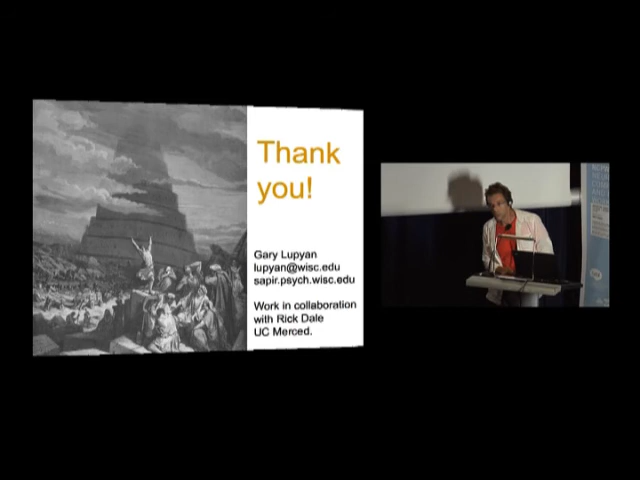 Thank
you!
Gary Lupyan
lupyan@wisc.edu
sapir.psych.wisc.edu
Work in collaboration
with Rick Dale
UC Merced.